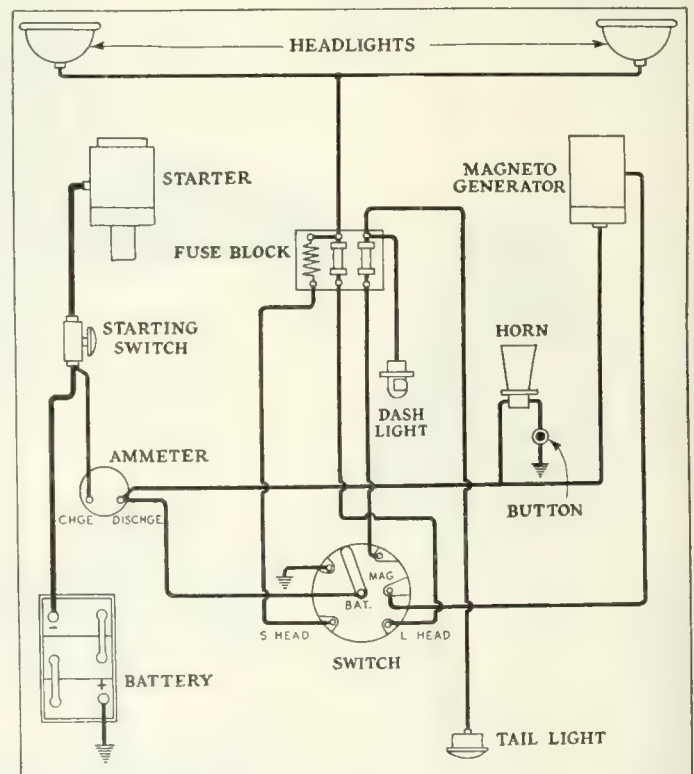 HEADLIGHTS
STARTER
MAGNETO
GENERATOR
FUSE BLOCK
STARTING
SWITCH
HORN
DASH
LIGHT
AMMETER
CHGE DISCHGE
BUTTON
MAG
BAT.
S HEAD
L HEAD
SWITCH
-
+
BATTERY
TAIL LIGHT